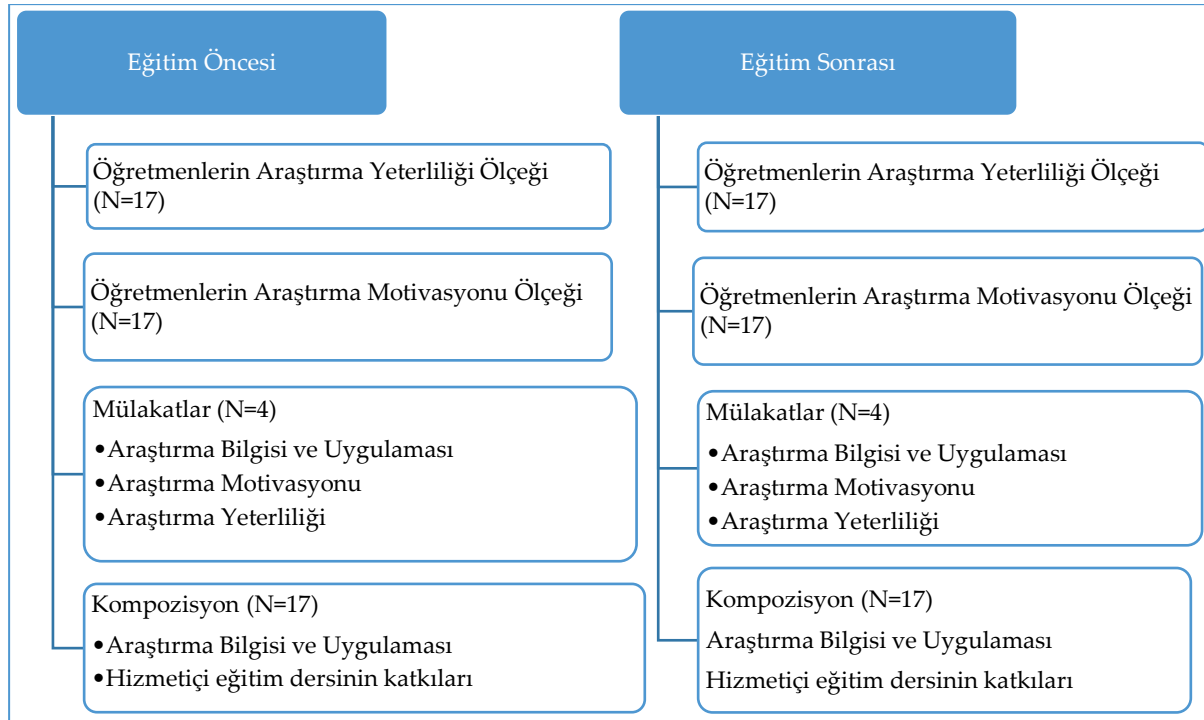 Eğitim Öncesi
Öğretmenlerin Araştırma Yeterliliği Ölçeği
(N=17)
Öğretmenlerin Araştırma Motivasyonu Ölçeği
(N=17)
Mülakatlar (N=4)
•Araştırma Bilgisi ve Uygulaması
•Araştırma Motivasyonu
•Araştırma Yeterliliği
Kompozisyon (N=17)
•Araştırma Bilgisi ve Uygulaması
•Hizmetiçi eğitim dersinin katkıları
Eğitim Sonrası
Öğretmenlerin Araştırma Yeterliliği Ölçeği
(N=17)
Öğretmenlerin Araştırma Motivasyonu Ölçeği
(N=17)
Mülakatlar (N=4)
•Araştırma Bilgisi ve Uygulaması
•Araştırma Motivasyonu
•Araştırma Yeterliliği
Kompozisyon (N=17)
Araştırma Bilgisi ve Uygulaması
Hizmetiçi eğitim dersinin katkıları